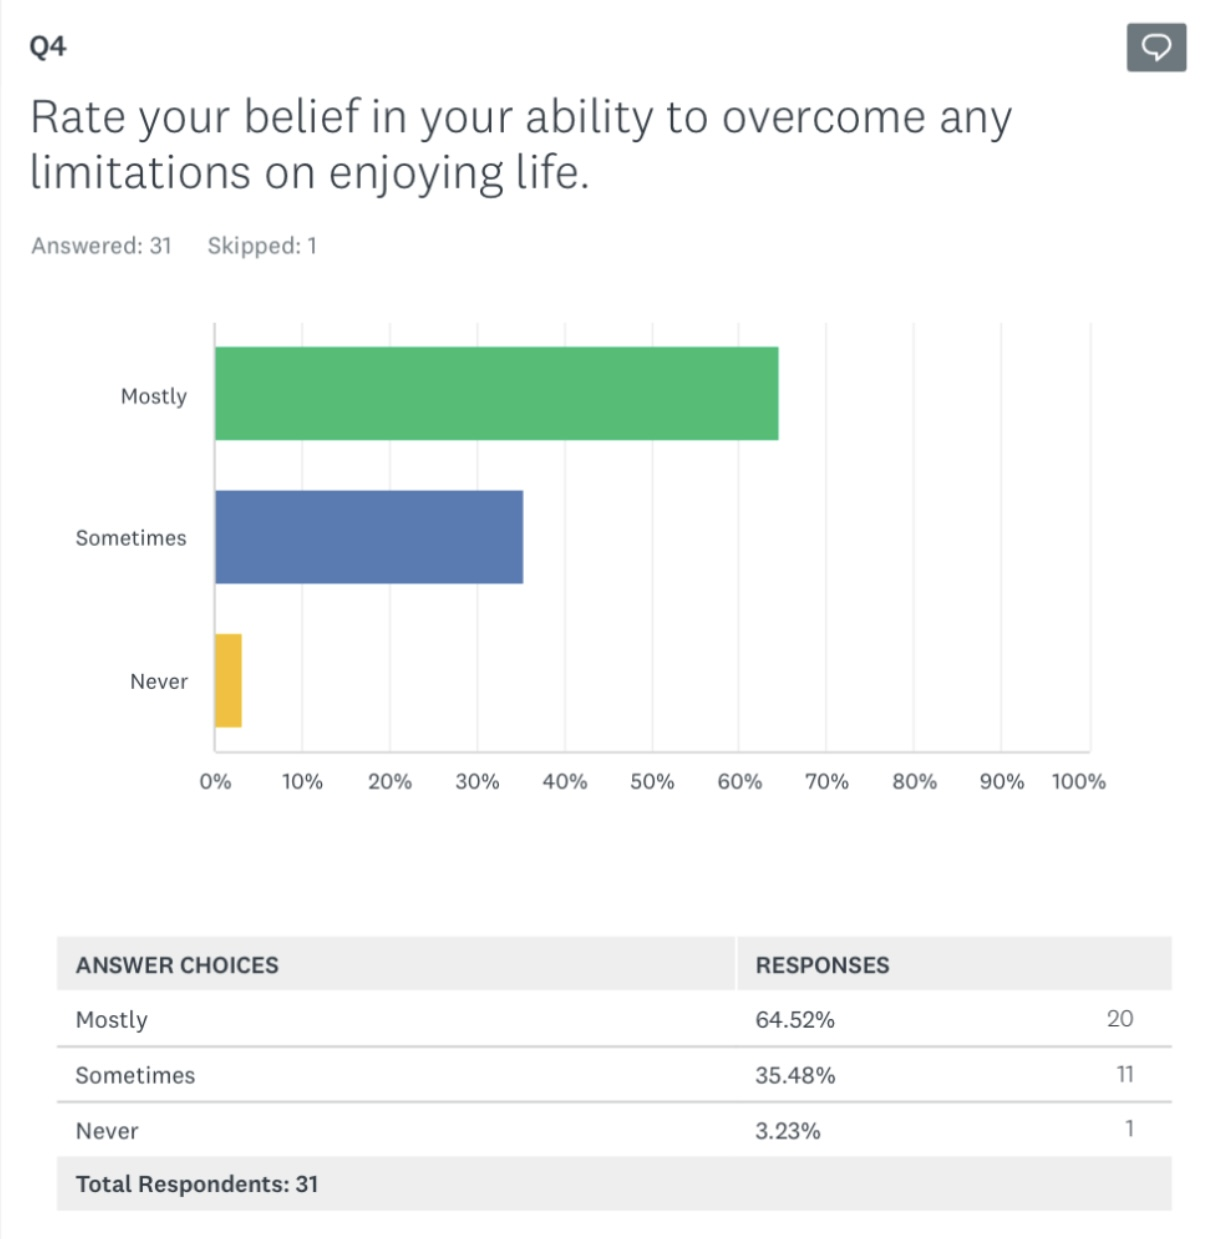 Q4
Rate your belief in your ability to overcome any
limitations on enjoying life.
Answered: 31 Skipped: 1
Mostly
Sometimes
Never
0% 10% 20% 30% 40% 50% 60% 70% 80% 90% 100%
ANSWER CHOICES RESPONSES
Mostly 64.52% 20
Sometimes 35.48% 11
Never 3.23% 1
Total Respondents: 31